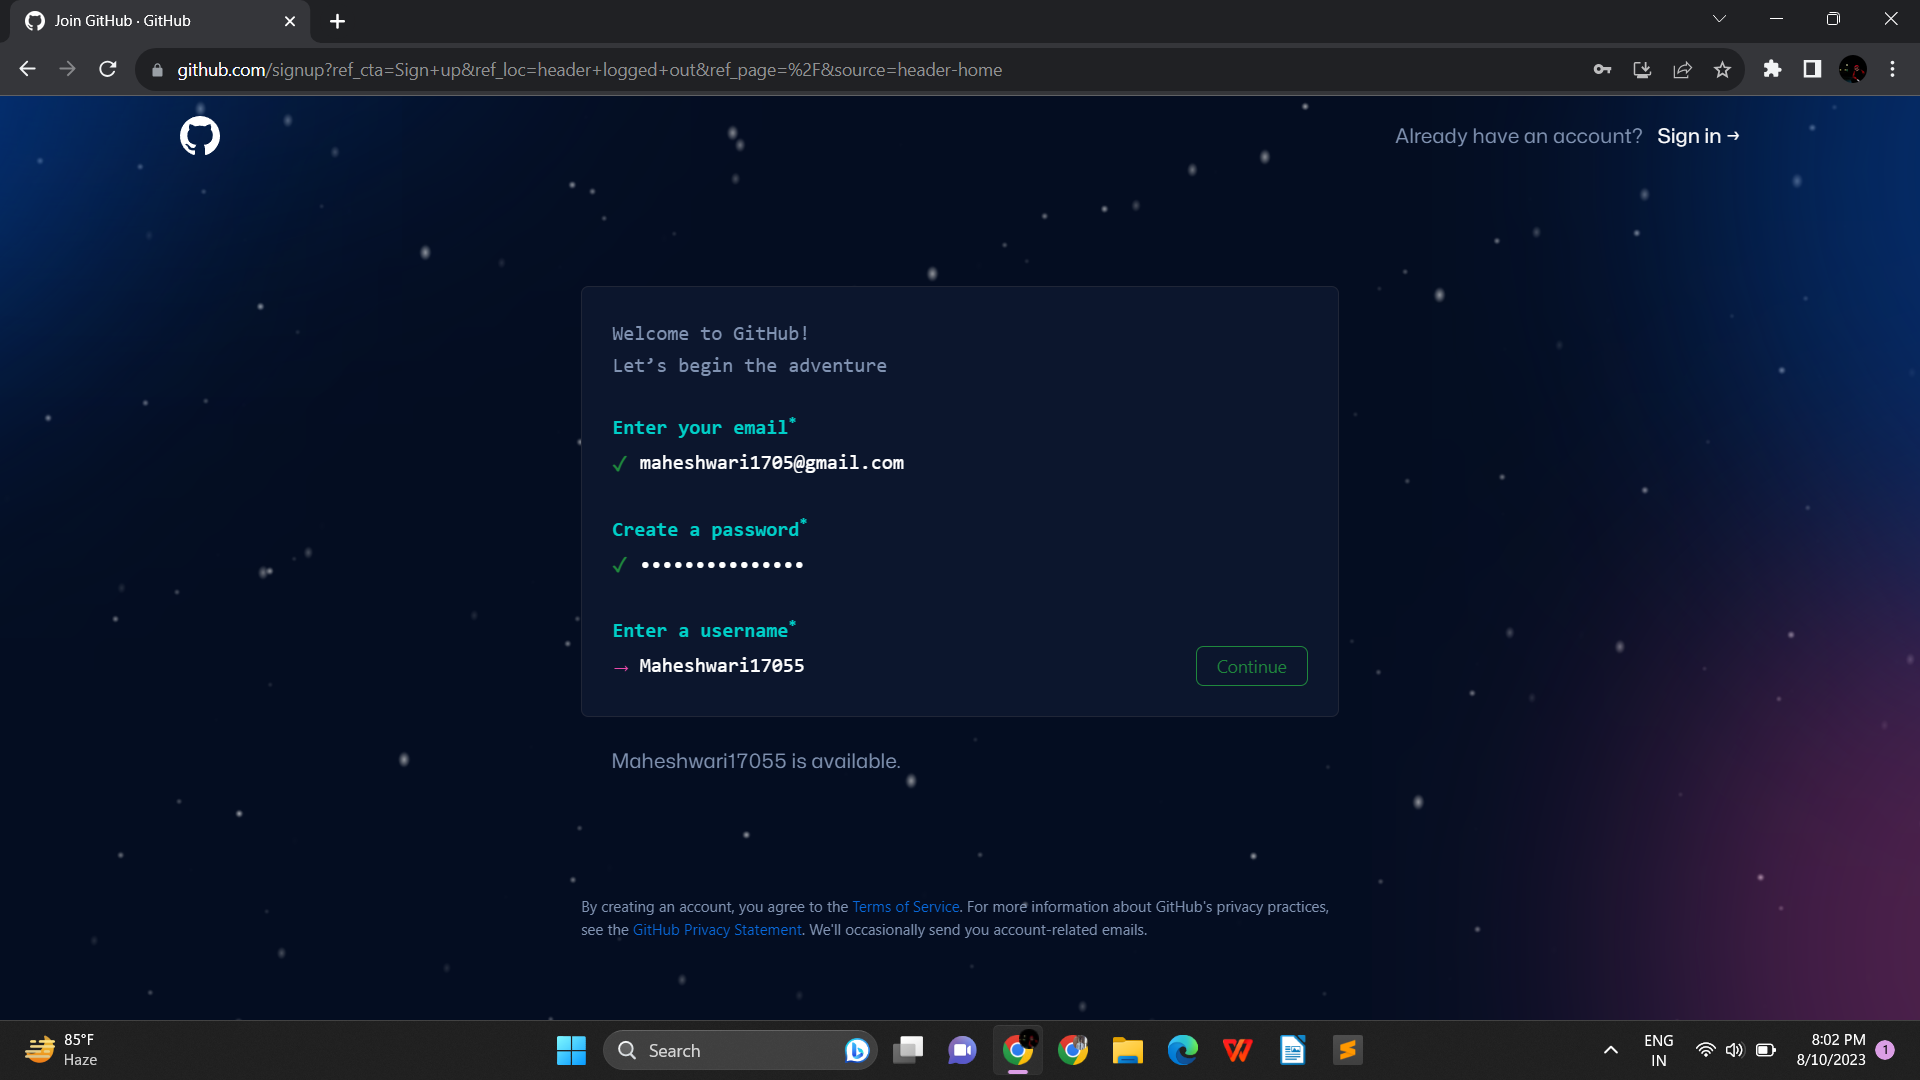 Join GitHub · GitHub
github.com/signup?ref_cta=Sign+up&ref_loc=header+logged+out&ref_page=%2F&source=header-home
Already have an account? Sign in →
Welcome to GitHub!
Let’s begin the adventure
Enter your email*
✓ maheshwari1705@gmail.com
Create a password*
✓ •••••••••••••••
Enter a username*
→ Maheshwari17055
Continue
Maheshwari17055 is available.
By creating an account, you agree to the Terms of Service. For more information about GitHub's privacy practices,
see the GitHub Privacy Statement. We'll occasionally send you account-related emails.
85°F
Haze
Search
ENG
IN
8:02 PM
8/10/2023
1